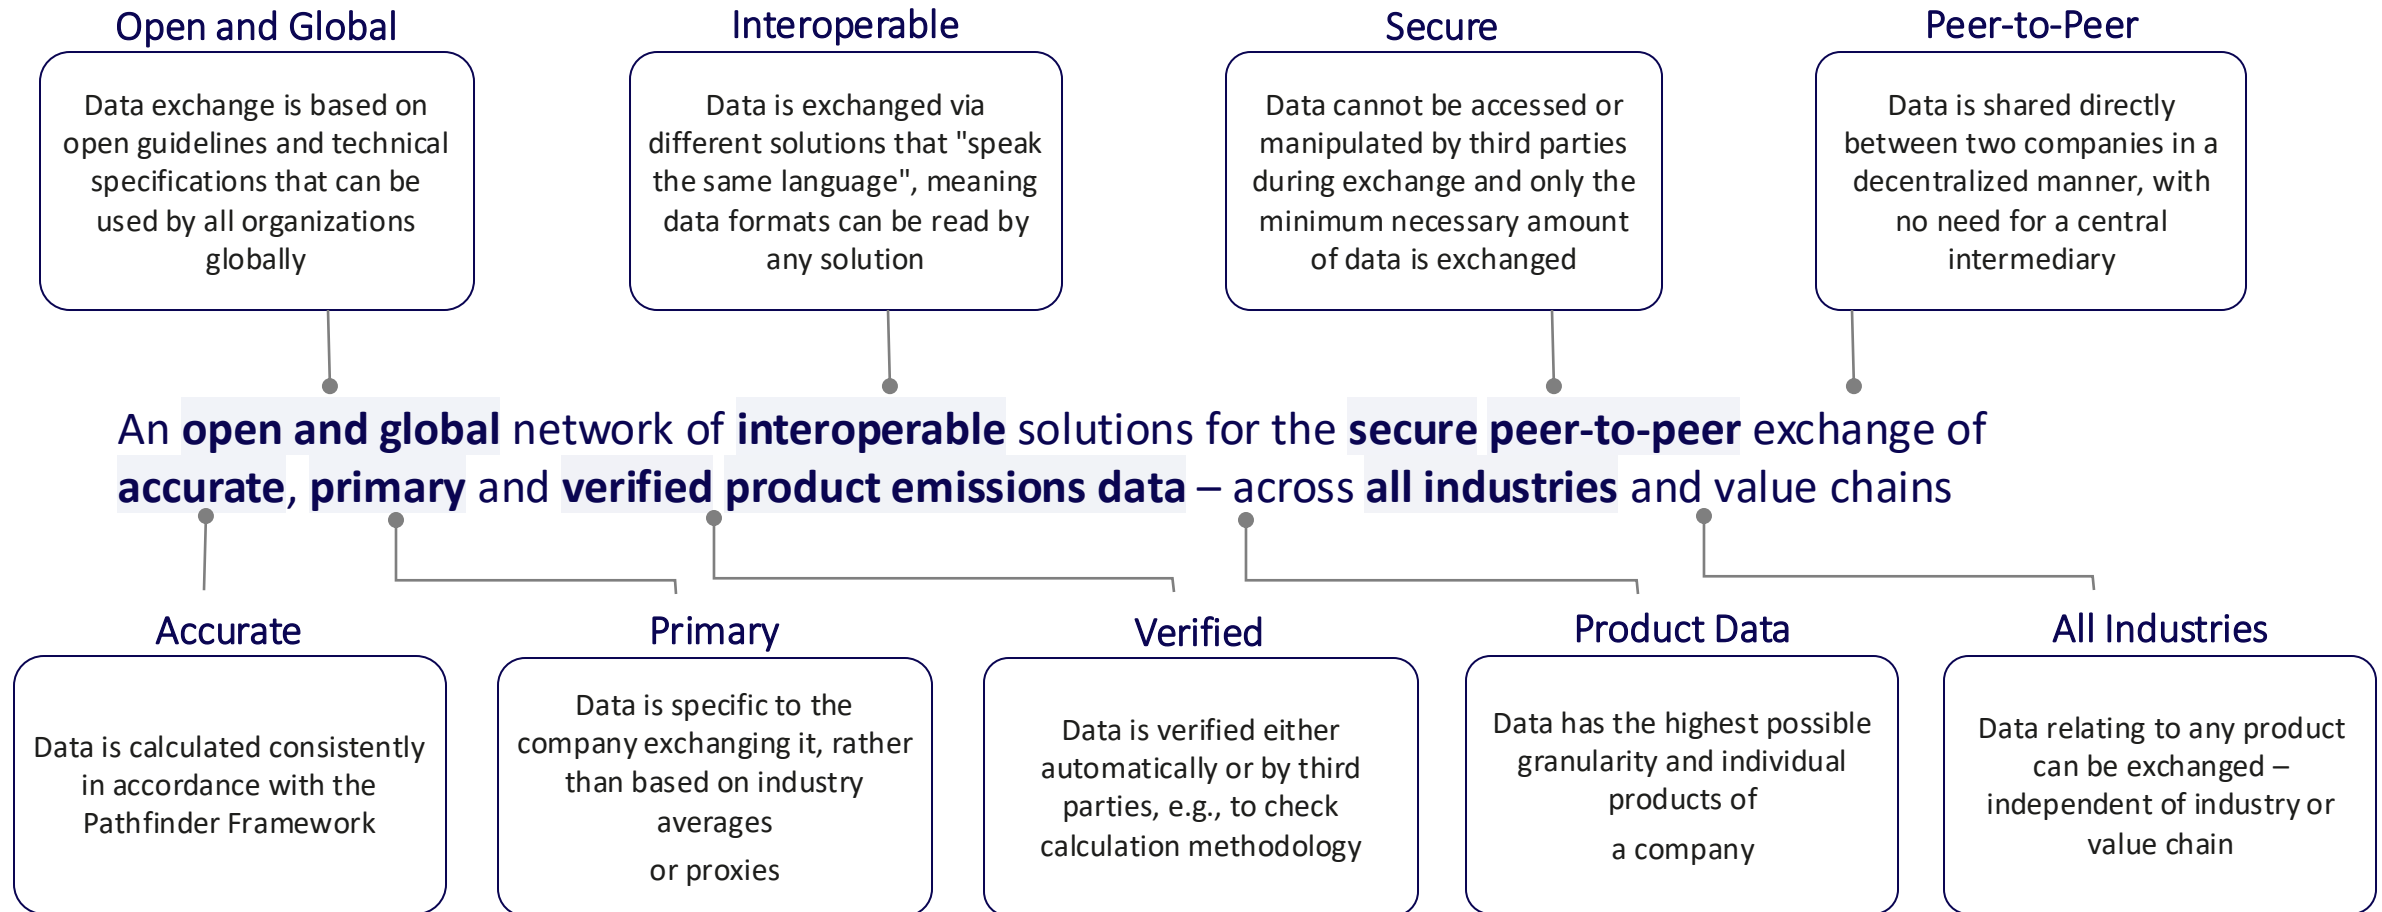 Open and Global
Data exchange is based on
open guidelines and technical
specifications that can be
used by all organizations
globally
Interoperable
Data is exchanged via
different solutions that "speak
the same language", meaning
data formats can be read by
any solution
Secure
Data cannot be accessed or
manipulated by third parties
during exchange and only the
minimum necessary amount
of data is exchanged
Peer-to-Peer
Data is shared directly
between two companies in a
decentralized manner, with
no need for a central
intermediary
An open and global network of interoperable solutions for the secure peer-to-peer exchange of
accurate, primary and verified product emissions data – across all industries and value chains
Accurate
Data is calculated consistently
in accordance with the
Pathfinder Framework
Primary
Data is specific to the
company exchanging it, rather
than based on industry
averages
or proxies
Verified
Data is verified either
automatically or by third
parties, e.g., to check
calculation methodology
Product Data
Data has the highest possible
granularity and individual
products of
a company
All Industries
Data relating to any product
can be exchanged –
independent of industry or
value chain